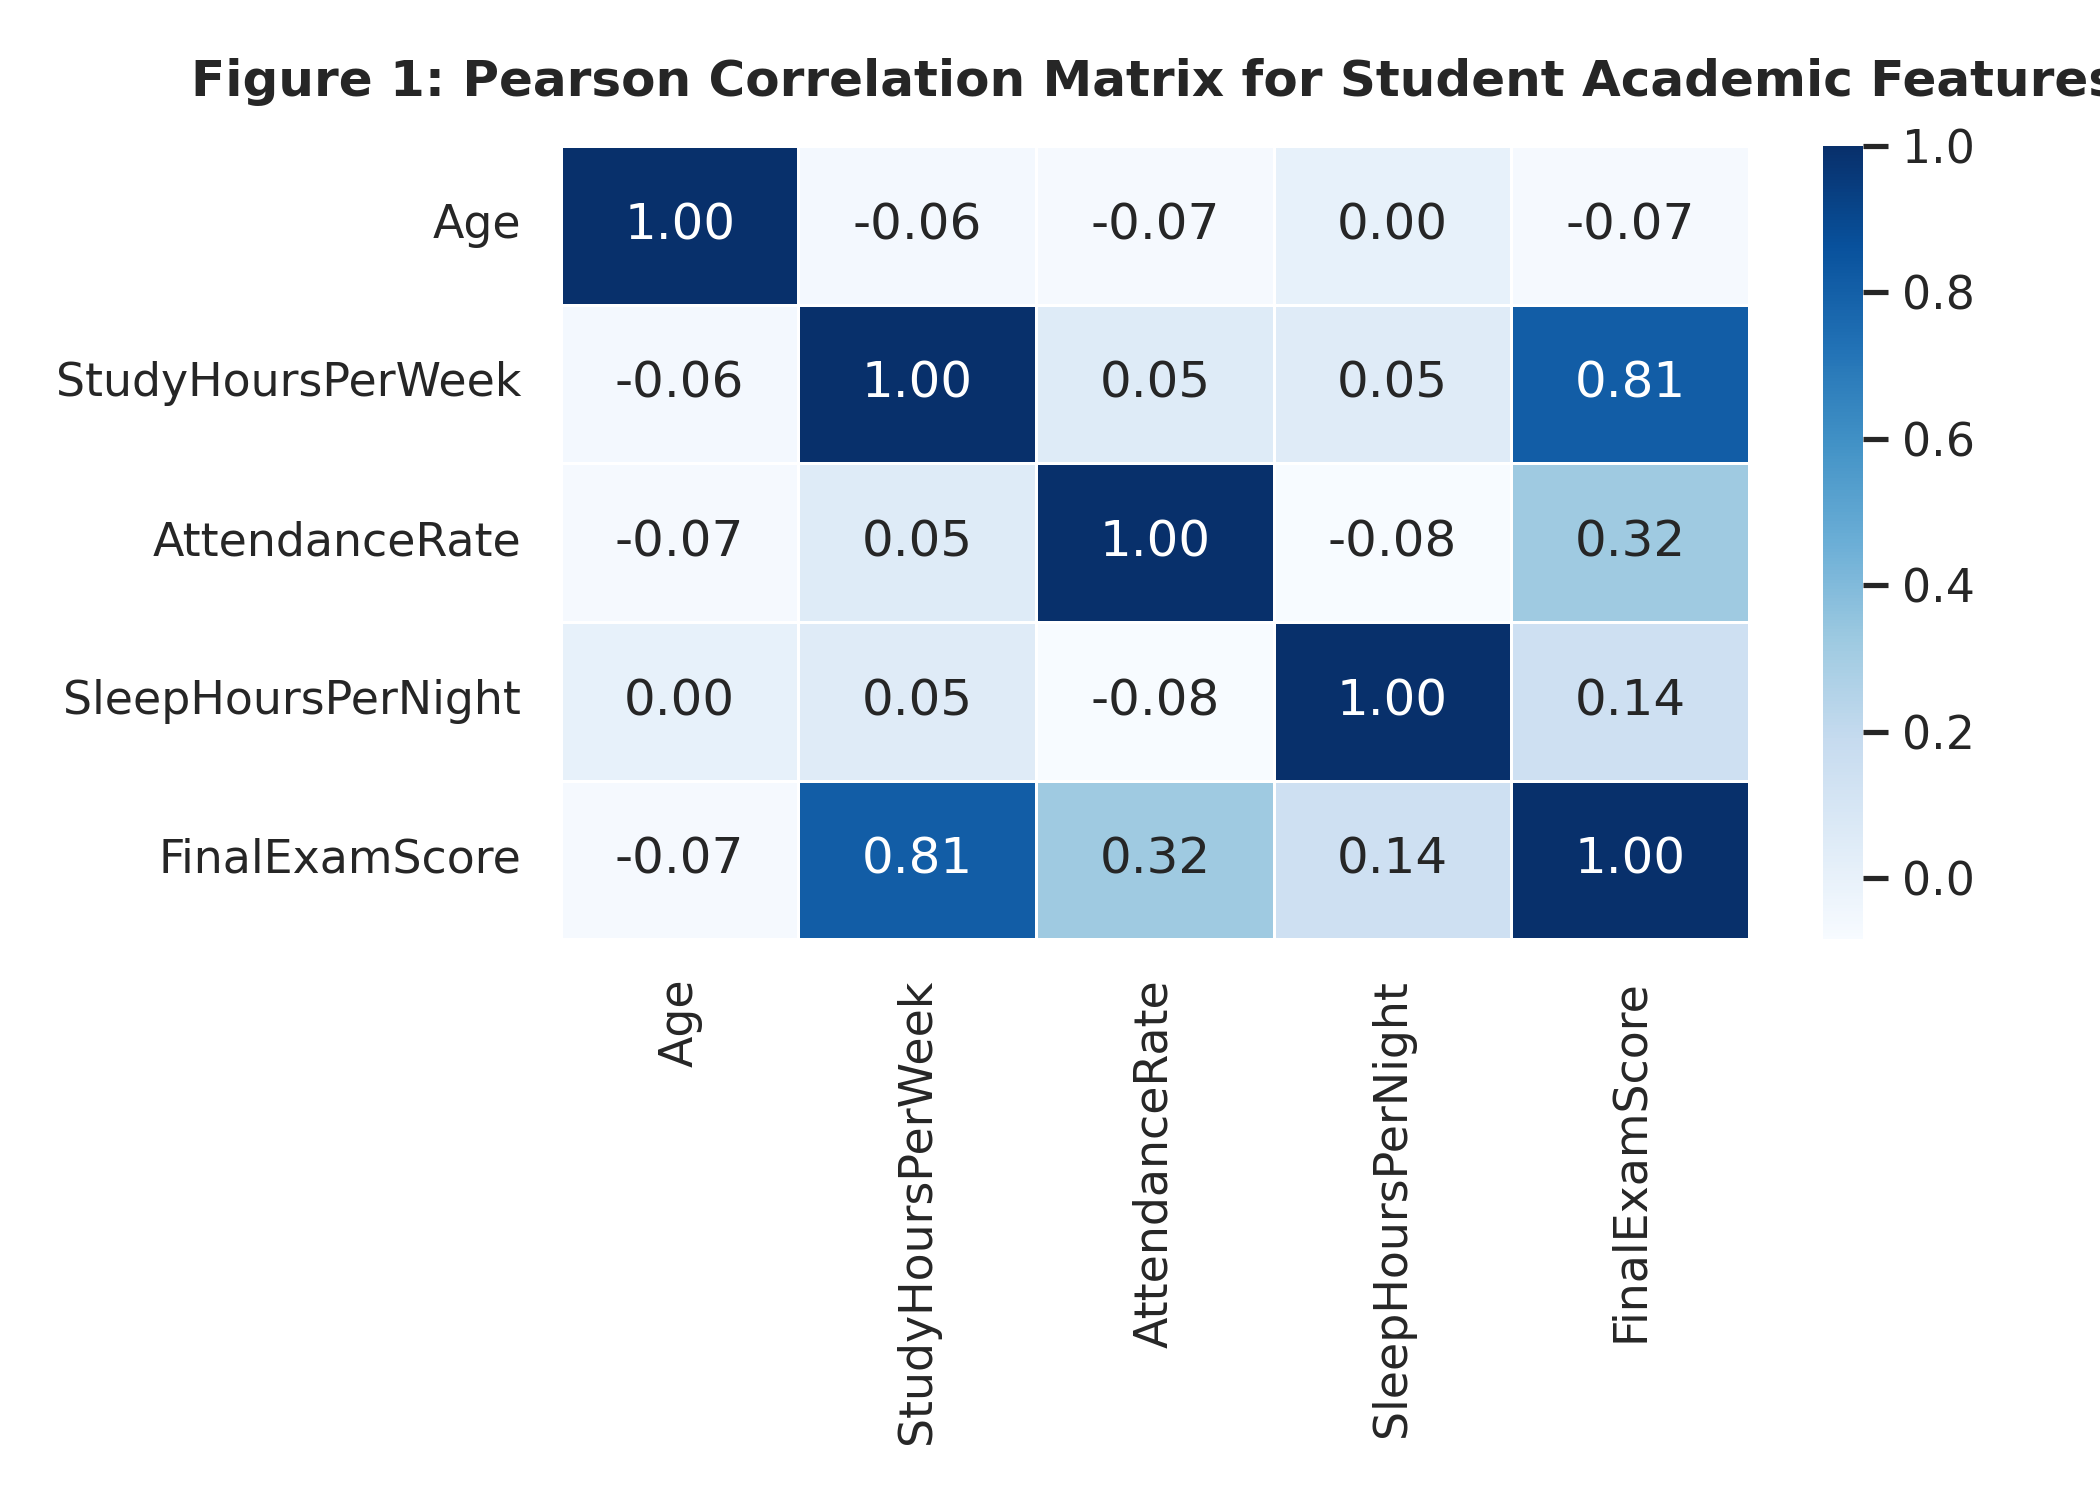 Figure 1: Pearson Correlation Matrix for Student Academic Features
1.0
Age 1.00 -0.06 -0.07 0.00 -0.07
0.8
StudyHoursPerWeek -0.06 1.00 0.05 0.05 0.81
0.6
AttendanceRate -0.07 0.05 1.00 -0.08 0.32
0.4
SleepHoursPerNight 0.00 0.05 -0.08 1.00 0.14
0.2
FinalExamScore -0.07 0.81 0.32 0.14 1.00
0.0
Age
StudyHoursPerWeek
AttendanceRate
SleepHoursPerNight
FinalExamScore